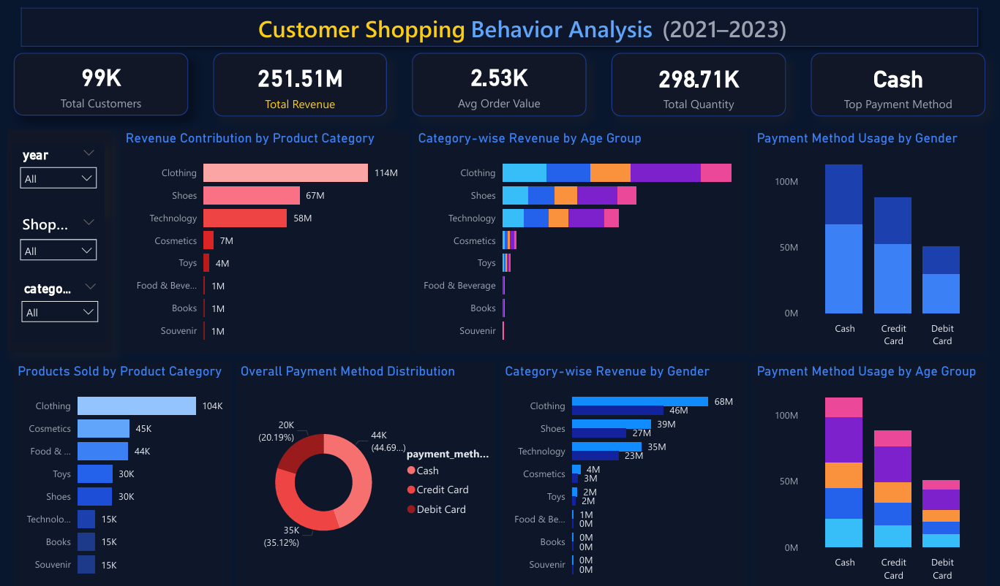 Customer Shopping Behavior Analysis (2021–2023)
99K
Total Customers
251.51M
Total Revenue
2.53K
Avg Order Value
298.71K
Total Quantity
Cash
Top Payment Method
year
All
Shop...
All
catego...
All
Revenue Contribution by Product Category
Clothing 114M
Shoes 67M
Technology 58M
Cosmetics 7M
Toys 4M
Food & Beve... 1M
Books 1M
Souvenir 1M
Category-wise Revenue by Age Group
Clothing
Shoes
Technology
Cosmetics
Toys
Food & Beverage
Books
Souvenir
Payment Method Usage by Gender
100M
50M
0M
Cash
Credit
Card
Debit
Card
Products Sold by Product Category
Clothing 104K
Cosmetics 45K
Food & ... 44K
Toys 30K
Shoes 30K
Technolo... 15K
Books 15K
Souvenir 15K
Overall Payment Method Distribution
20K
(20.19%)
44K
(44.69...)
35K
(35.12%)
payment_meth...
Cash
Credit Card
Debit Card
Category-wise Revenue by Gender
Clothing 68M
46M
Shoes 39M
27M
Technology 35M
23M
Cosmetics 4M
3M
Toys 2M
2M
Food & Be... 1M
0M
Books 0M
0M
Souvenir 0M
0M
Payment Method Usage by Age Group
100M
50M
0M
Cash
Credit
Card
Debit
Card